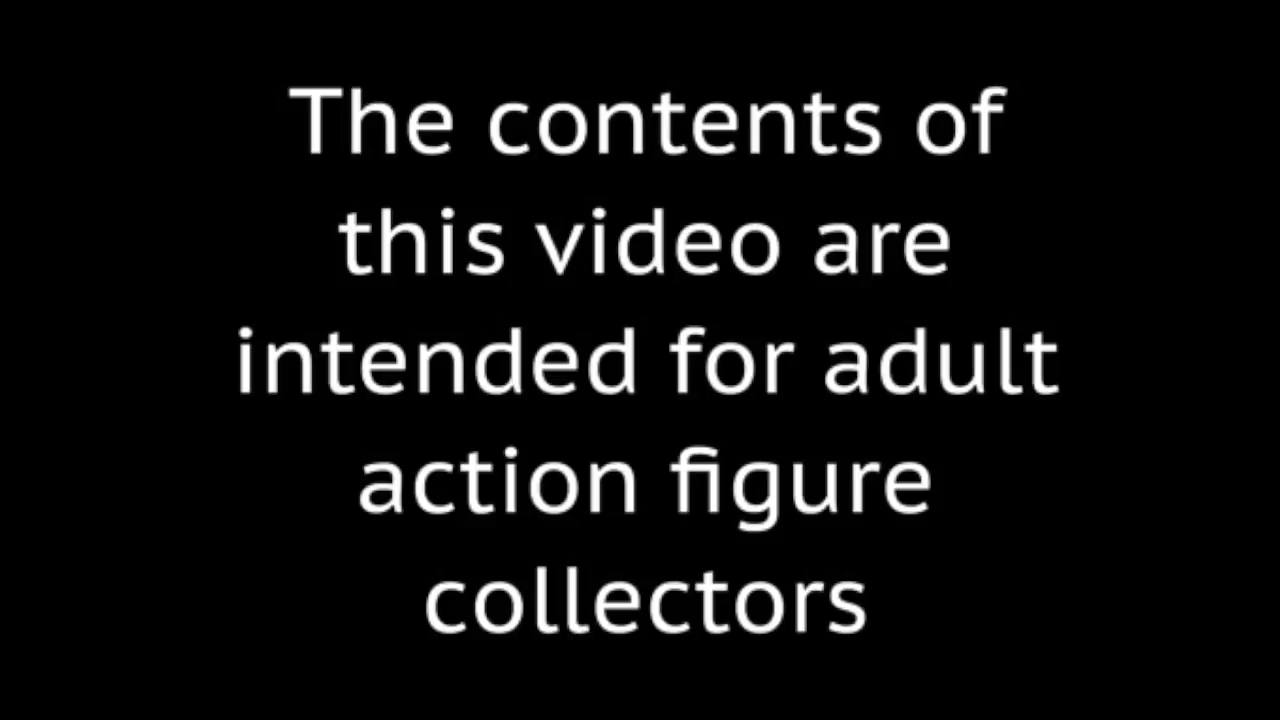 The contents of
this video are
intended for adult
action figure
collectors